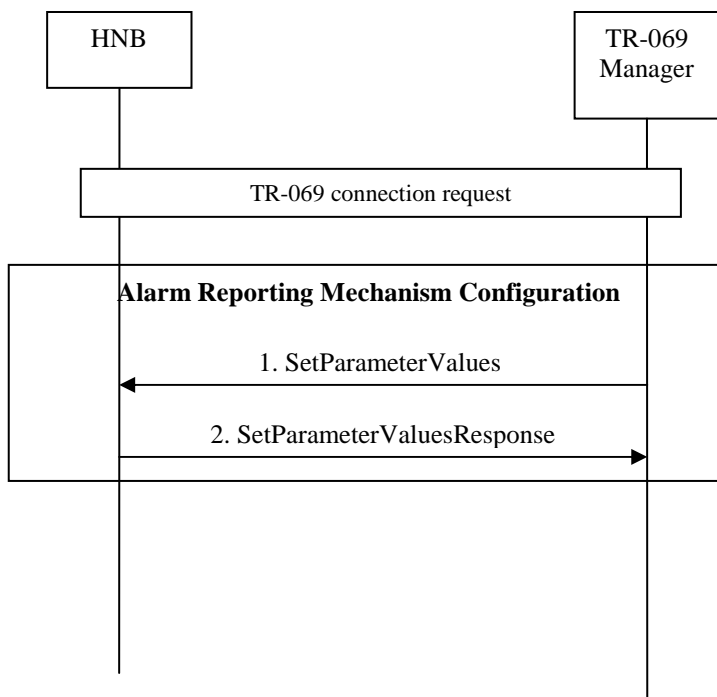 HNB
TR-069
Manager
TR-069 connection request
Alarm Reporting Mechanism Configuration
1. SetParameterValues
2. SetParameterValuesResponse